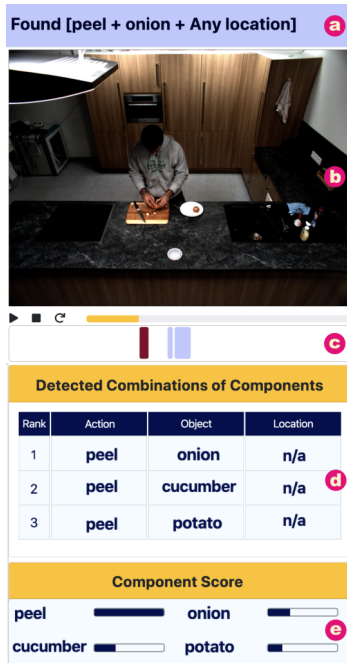 Found [peel + onion + Any location]
a
b
c
Detected Combinations of Components
Rank Action Object Location
1 peel onion n/a
2 peel cucumber n/a
3 peel potato n/a
d
Component Score
peel onion
e
cucumber potato